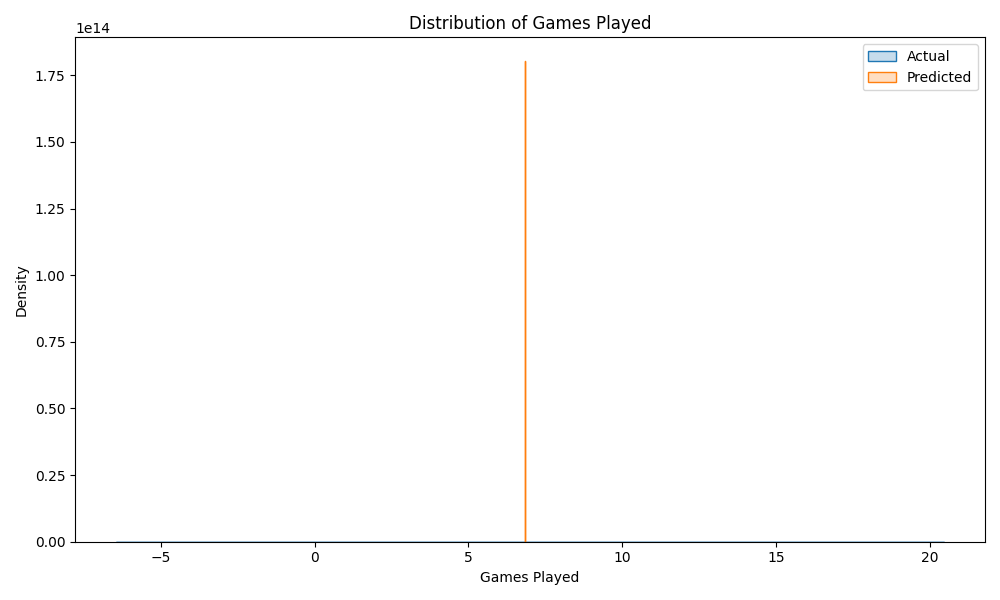 Distribution of Games Played
1e14
Actual
Predicted
1.75
1.50
1.25
1.00
0.75
0.50
0.25
0.00
Density
−5
0
5
10
15
20
Games Played